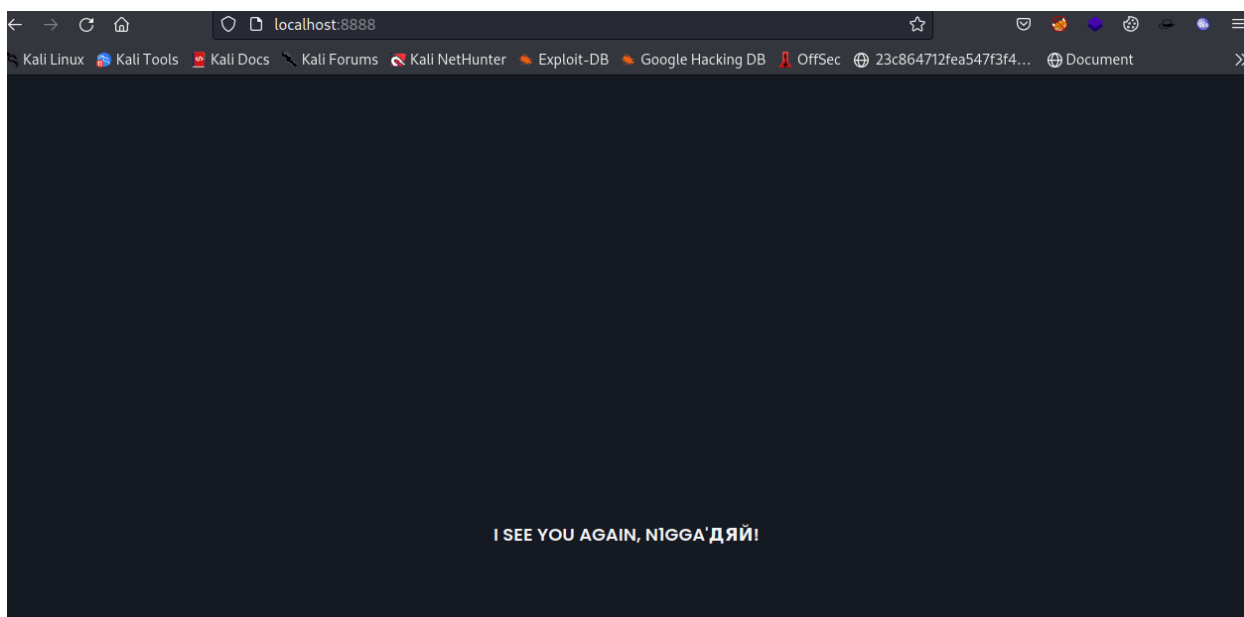 localhost:8888
Kali Linux Kali Tools Kali Docs Kali Forums Kali NetHunter Exploit-DB Google Hacking DB OffSec 23c864712fea547f3f4... Document
I SEE YOU AGAIN, N1GGA'ДЯЙ!